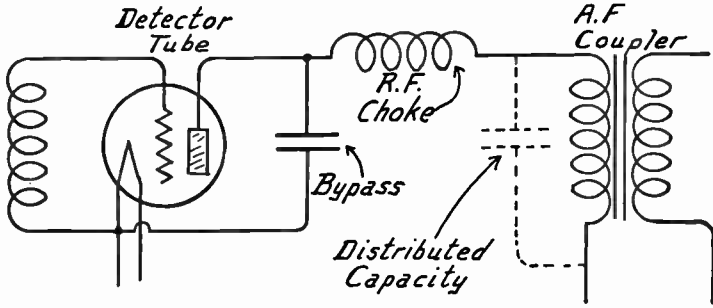 Detector
Tube
A.F
Coupler
R.F.
Choke
Bypass
Distributed
Capacity